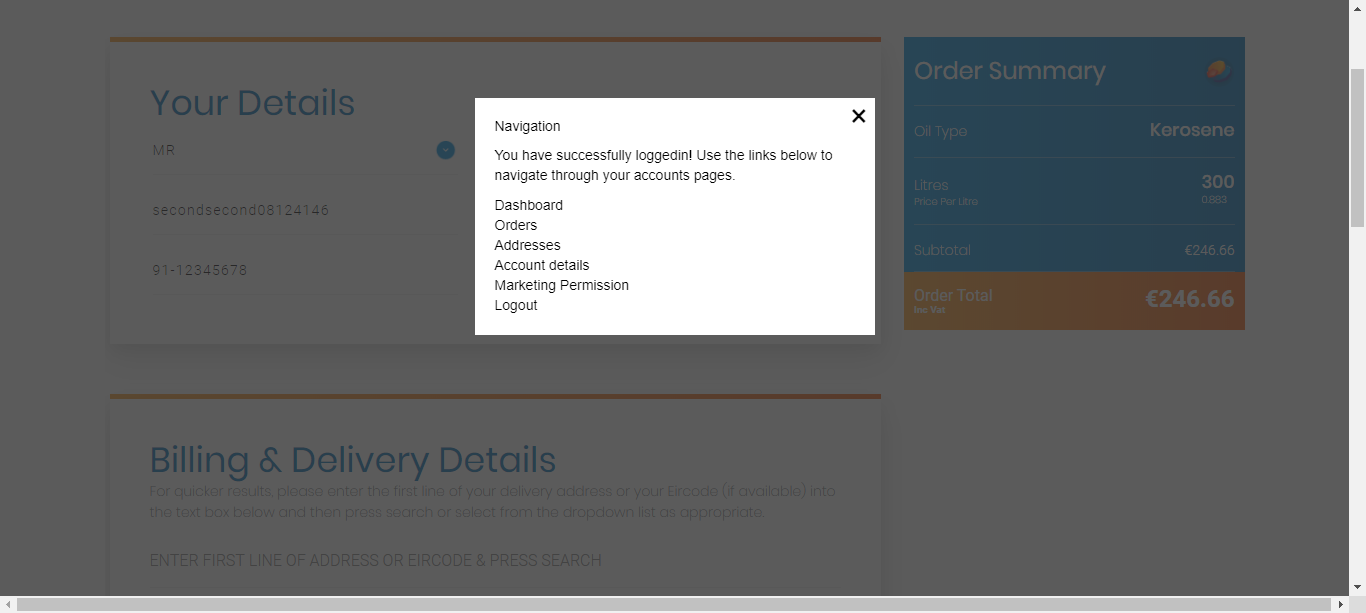 Your Details
MR
secondsecond08124146
91-12345678
Navigation
You have successfully loggedin! Use the links below to
navigate through your accounts pages.
Dashboard
Orders
Addresses
Account details
Marketing Permission
Logout
Order Summary
Oil Type Kerosene
Litres 300
Price Per Litre 0.883
Subtotal €246.66
Order Total €246.66
Inc Vat
Billing & Delivery Details
For quicker results, please enter the first line of your delivery address or your Eircode (if available) into
the text box below and then press search or select from the dropdown list as appropriate.
ENTER FIRST LINE OF ADDRESS OR EIRCODE & PRESS SEARCH